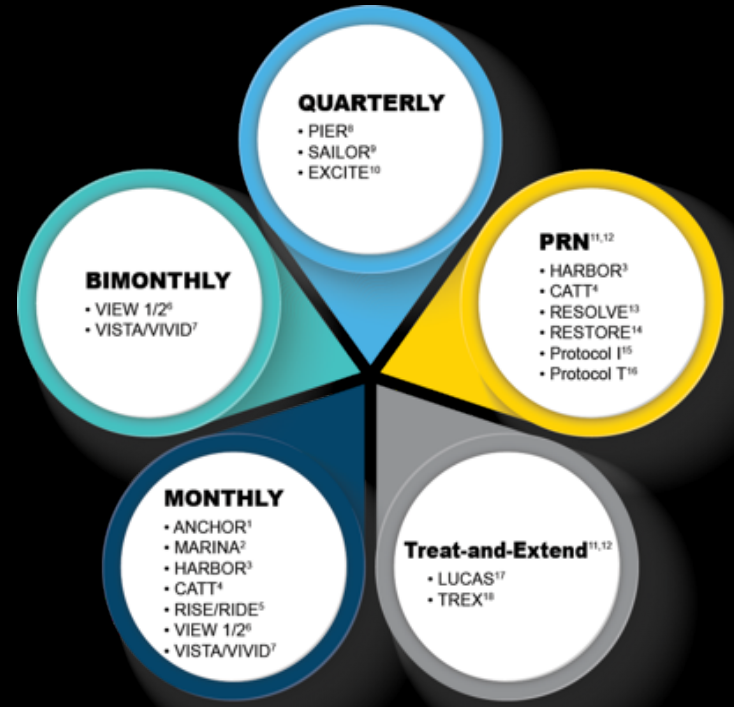 QUARTERLY
• PIER⁸
• SAILOR⁹
• EXCITE¹⁰
BIMONTHLY
• VIEW 1/2⁶
• VISTA/VIVID⁷
PRN¹¹,¹²
• HARBOR³
• CATT⁴
• RESOLVE¹³
• RESTORE¹⁴
• Protocol I¹⁵
• Protocol T¹⁶
MONTHLY
• ANCHOR¹
• MARINA²
• HARBOR³
• CATT⁴
• RISE/RIDE⁵
• VIEW 1/2⁶
• VISTA/VIVID⁷
Treat-and-Extend¹¹,¹²
• LUCAS¹⁷
• TREX¹⁸